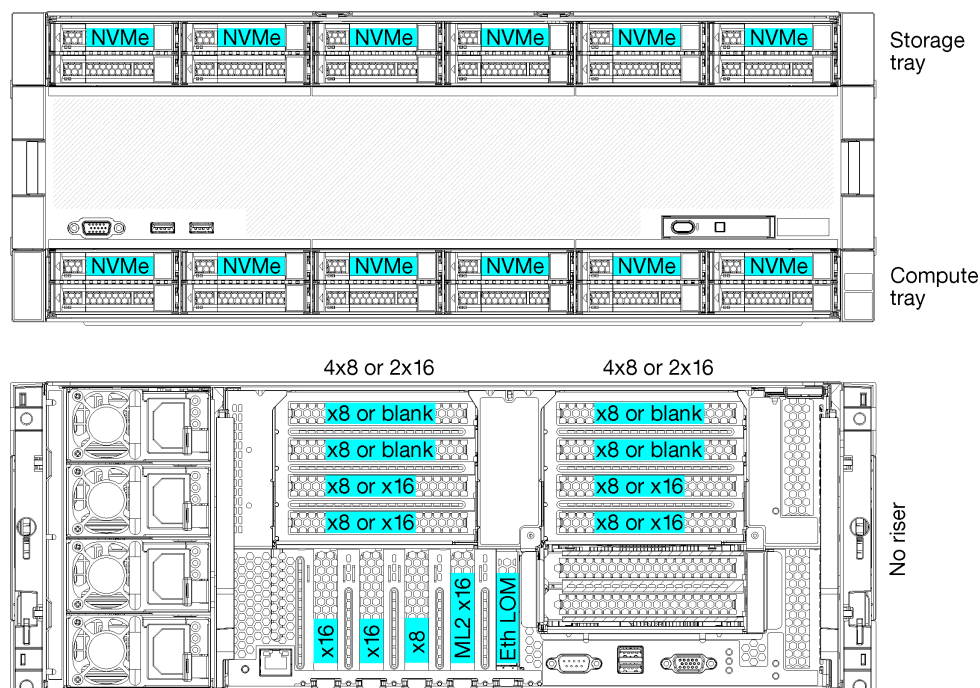 NVMe NVMe NVMe NVMe NVMe NVMe
Storage
tray
NVMe NVMe NVMe NVMe NVMe NVMe
Compute
tray
4x8 or 2x16 4x8 or 2x16
x8 or blank x8 or blank
x8 or blank x8 or blank
x8 or x16 x8 or x16
x8 or x16 x8 or x16
No riser
x16 x16 x8 ML2 x16 Eth LOM